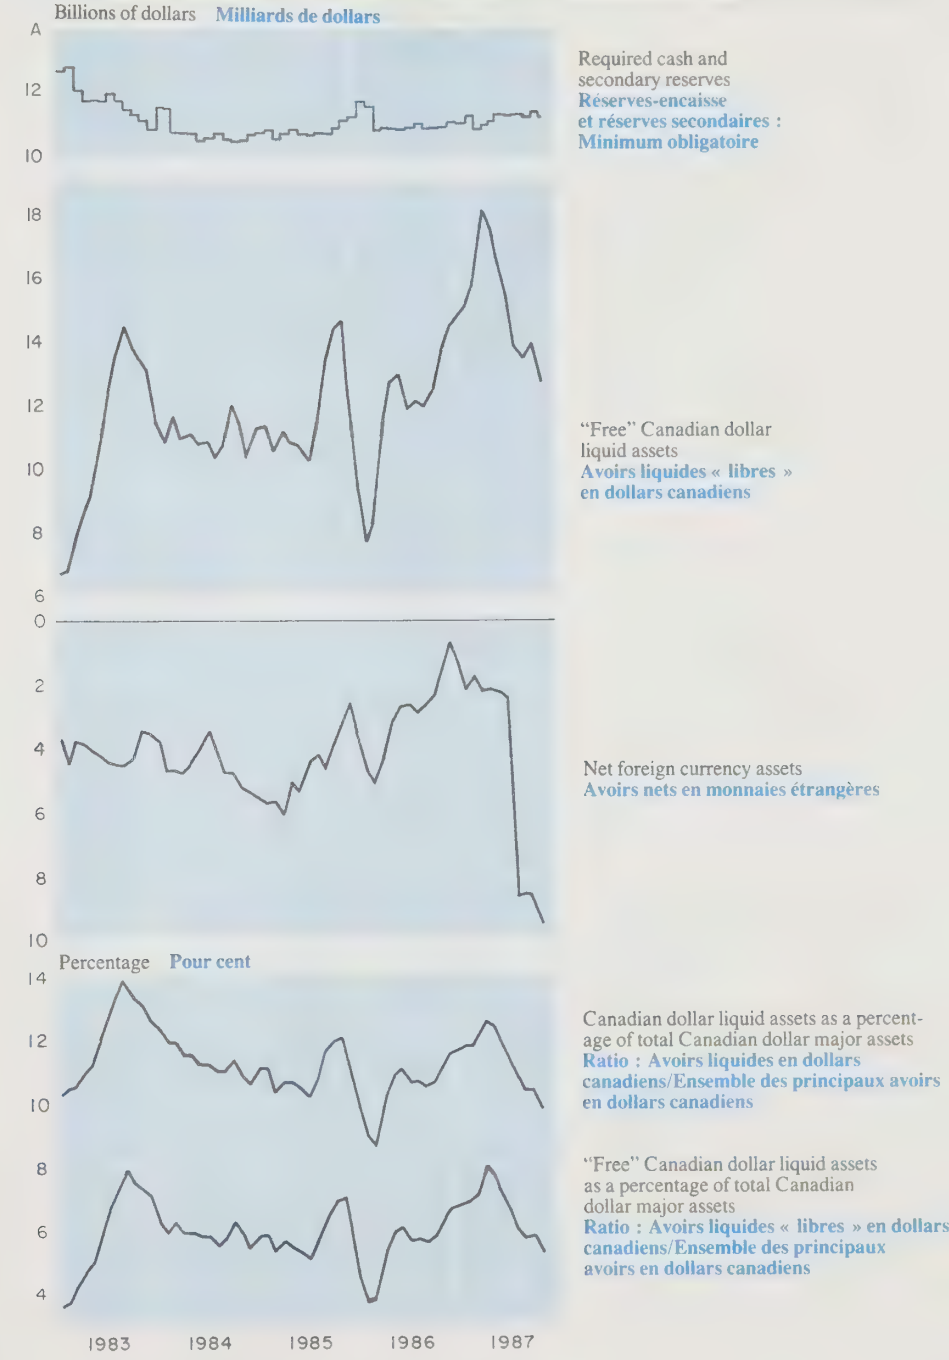 Billions of dollars Milliards de dollars
A
12
10
Required cash and
secondary reserves
Réserves-encaisse
et réserves secondaires :
Minimum obligatoire
18
16
14
12
10
8
6
"Free" Canadian dollar
liquid assets
Avoirs liquides « libres »
en dollars canadiens
0
2
4
6
8
10
Net foreign currency assets
Avoirs nets en monnaies étrangères
Percentage Pour cent
14
12
10
8
6
4
Canadian dollar liquid assets as a percent-
age of total Canadian dollar major assets
Ratio : Avoirs liquides en dollars
canadiens/Ensemble des principaux avoirs
en dollars canadiens
"Free" Canadian dollar liquid assets
as a percentage of total Canadian
dollar major assets
Ratio : Avoirs liquides « libres » en dollars
canadiens/Ensemble des principaux
avoirs en dollars canadiens
1983 1984 1985 1986 1987